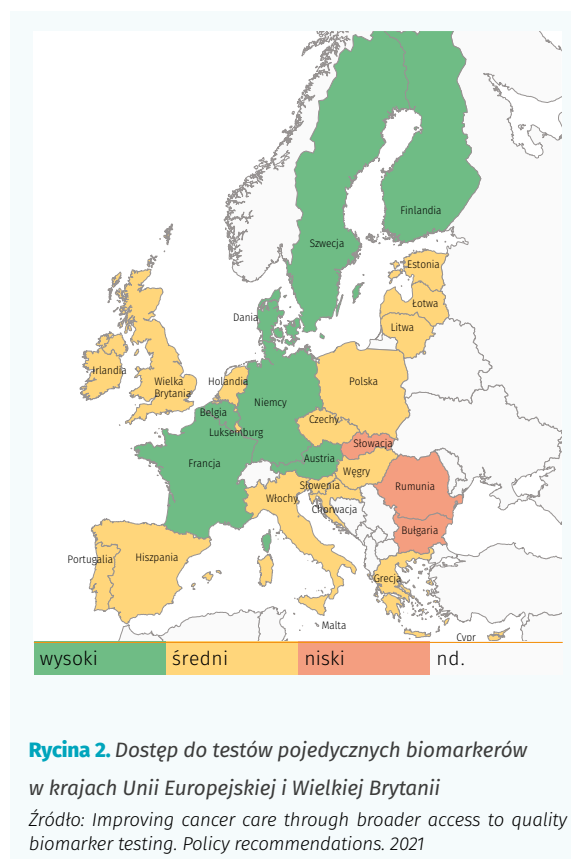 Finlandia
Szwecja
Estonia
Łotwa
Dania
Litwa
Irlandia
Wielka
Brytania
Holandia
Polska
Niemcy
Belgia
Czechy
Luksemburg
Słowacja
Francja
Austria
Węgry
Słowenia
Rumunia
Włochy
Chorwacja
Bułgaria
Portugalia
Hiszpania
Grecja
Malta
Cypr
wysoki średni niski nd.
Rycina 2. Dostęp do testów pojedycznych biomarkerów
w krajach Unii Europejskiej i Wielkiej Brytanii
Źródło: Improving cancer care through broader access to quality
biomarker testing. Policy recommendations. 2021